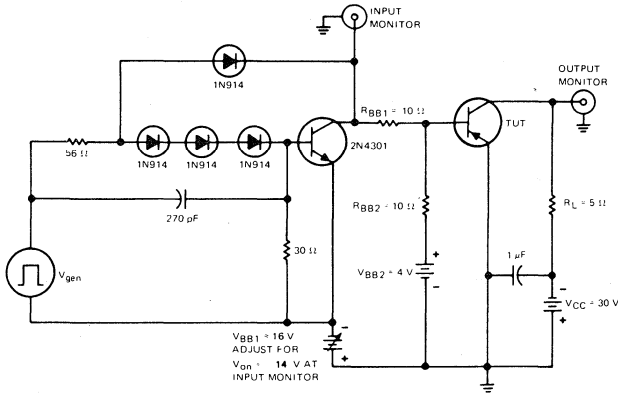 INPUT
MONITOR
1N914
OUTPUT
MONITOR
RBB1 = 10 Ω
TUT
2N4301
56 Ω
1N914
1N914
1N914
270 pF
RBB2 = 10 Ω
RL = 5 Ω
30 Ω
1 µF
Vgen
+
VBB2 = 4 V
-
-
VCC = 30 V
+
VBB1 = 16 V
ADJUST FOR
Von = 14 V AT
INPUT MONITOR
-
+